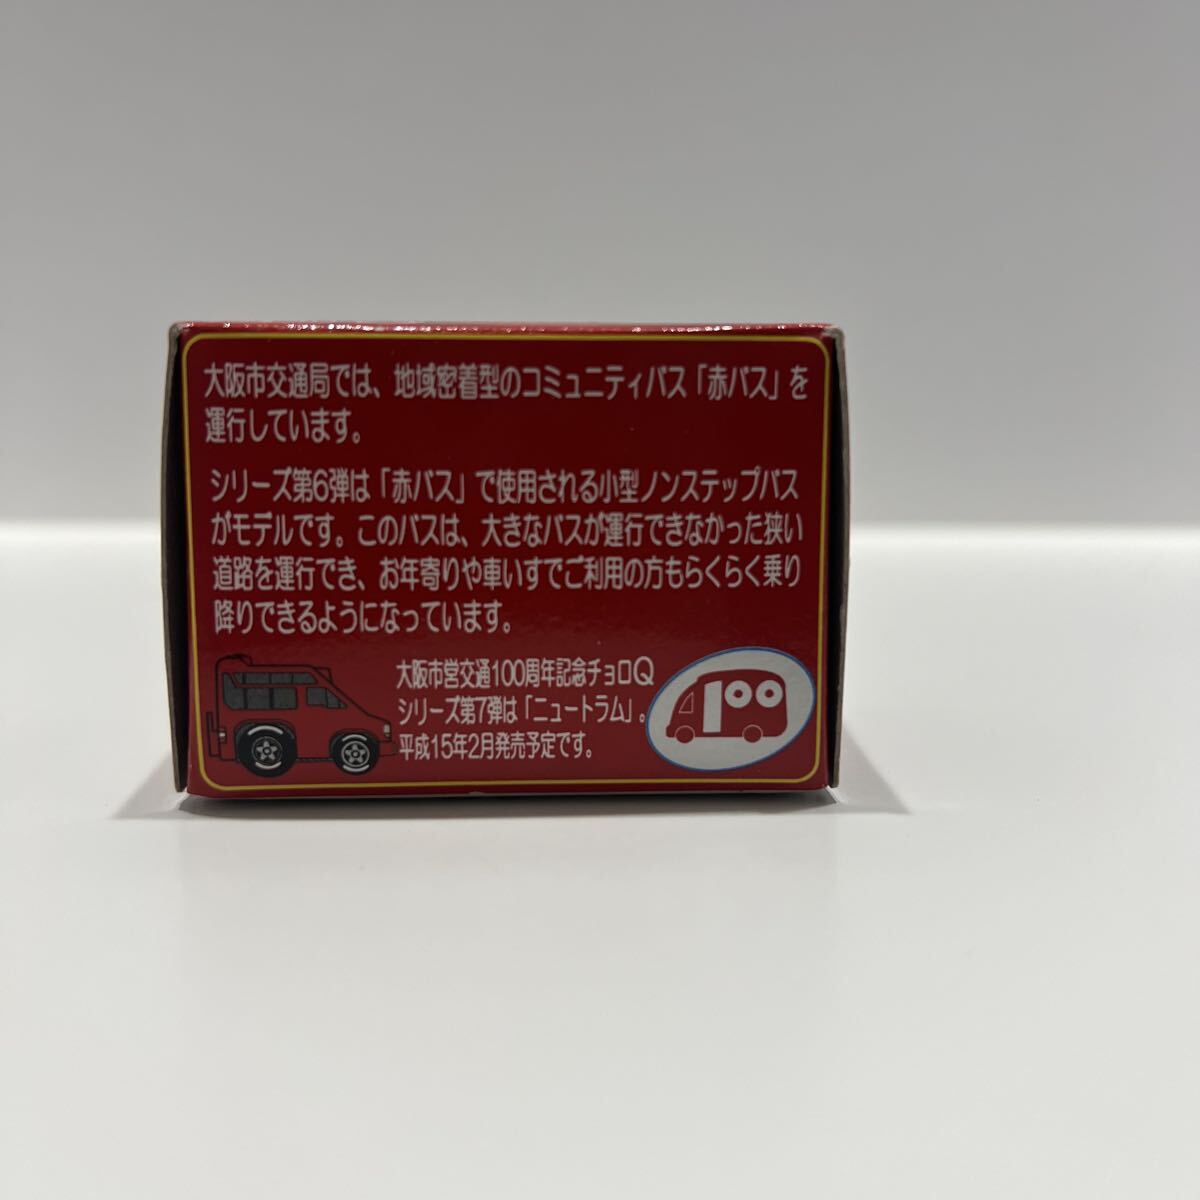 大阪市交通局では、地域密着型のコミュニティバス「赤バス」を
運行しています。
シリーズ第6弾は「赤バス」で使用される小型ノンステップバス
がモデルです。このバスは、大きなバスが運行できなかった狭い
道路を運行でき、お年寄りや車いすでご利用の方もらくらく乗り
降りできるようになっています。
大阪市営交通100周年記念チョロQ
シリーズ第7弾は「ニュートラム」。
平成15年2月発売予定です。
100